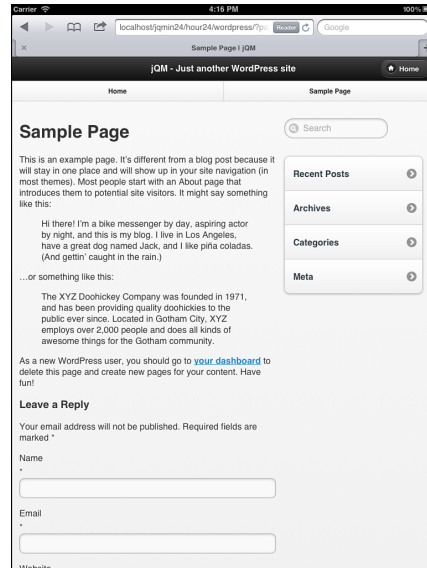 Carrier
4:16 PM
100%
localhost/jqmin24/hour24/wordpress/?p
Reader
Google
Sample Page | jQM
jQM - Just another WordPress site
Home
Home
Sample Page
Sample Page
This is an example page. It's different from a blog post because it
will stay in one place and will show up in your site navigation (in
most themes). Most people start with an About page that
introduces them to potential site visitors. It might say something
like this:
Hi there! I'm a bike messenger by day, aspiring actor
by night, and this is my blog. I live in Los Angeles,
have a great dog named Jack, and I like piña coladas.
(And gettin' caught in the rain.)
…or something like this:
The XYZ Doohickey Company was founded in 1971,
and has been providing quality doohickies to the
public ever since. Located in Gotham City, XYZ
employs over 2,000 people and does all kinds of
awesome things for the Gotham community.
As a new WordPress user, you should go to your dashboard to
delete this page and create new pages for your content. Have
fun!
Leave a Reply
Your email address will not be published. Required fields are
marked *
Name
*
Email
*
Website
Search
Recent Posts
Archives
Categories
Meta